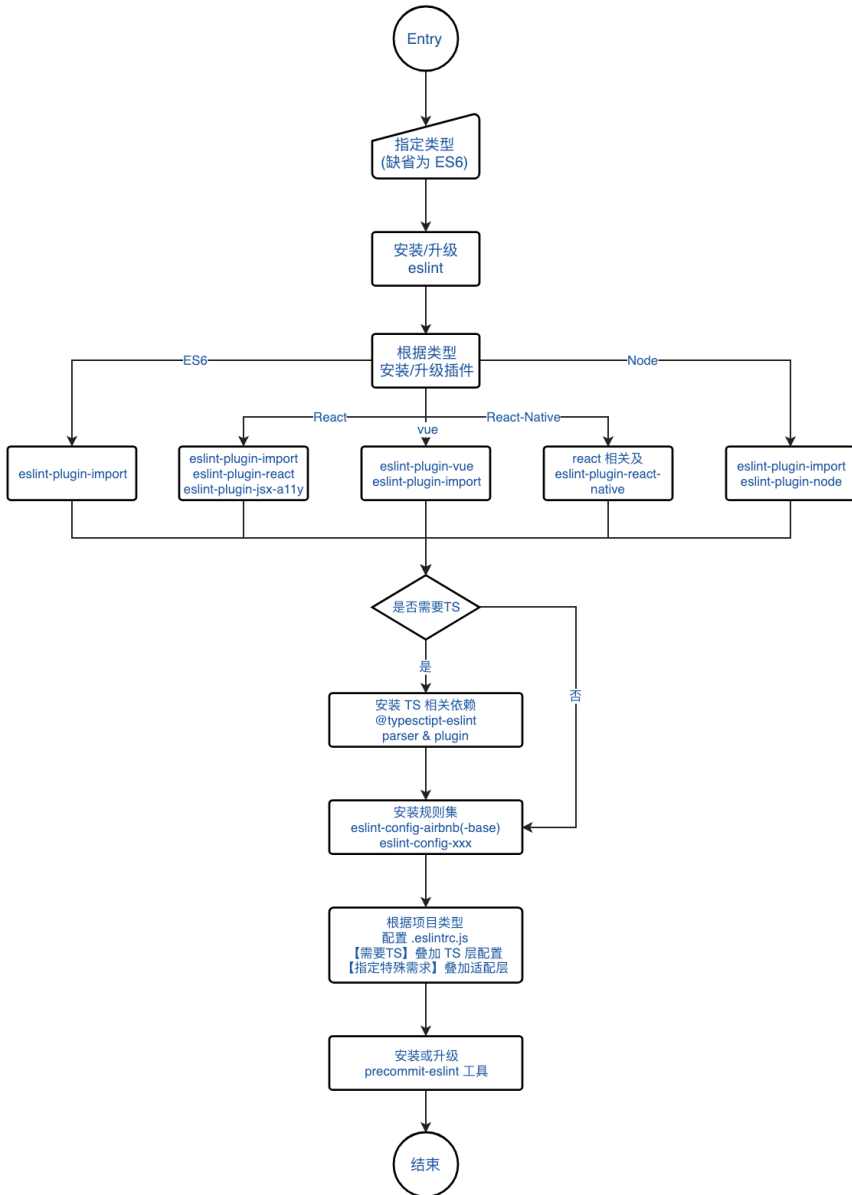 Entry
指定类型
(缺省为 ES6)
安装/升级
eslint
根据类型
安装/升级插件
ES6
Node
React
vue
React-Native
eslint-plugin-import
eslint-plugin-import
eslint-plugin-react
eslint-plugin-jsx-a11y
eslint-plugin-vue
eslint-plugin-import
react 相关及
eslint-plugin-react-
native
eslint-plugin-import
eslint-plugin-node
是否需要TS
是
否
安装 TS 相关依赖
@typesctipt-eslint
parser & plugin
安装规则集
eslint-config-airbnb(-base)
eslint-config-xxx
根据项目类型
配置 .eslintrc.js
【需要TS】叠加 TS 层配置
【指定特殊需求】叠加适配层
安装或升级
precommit-eslint 工具
结束